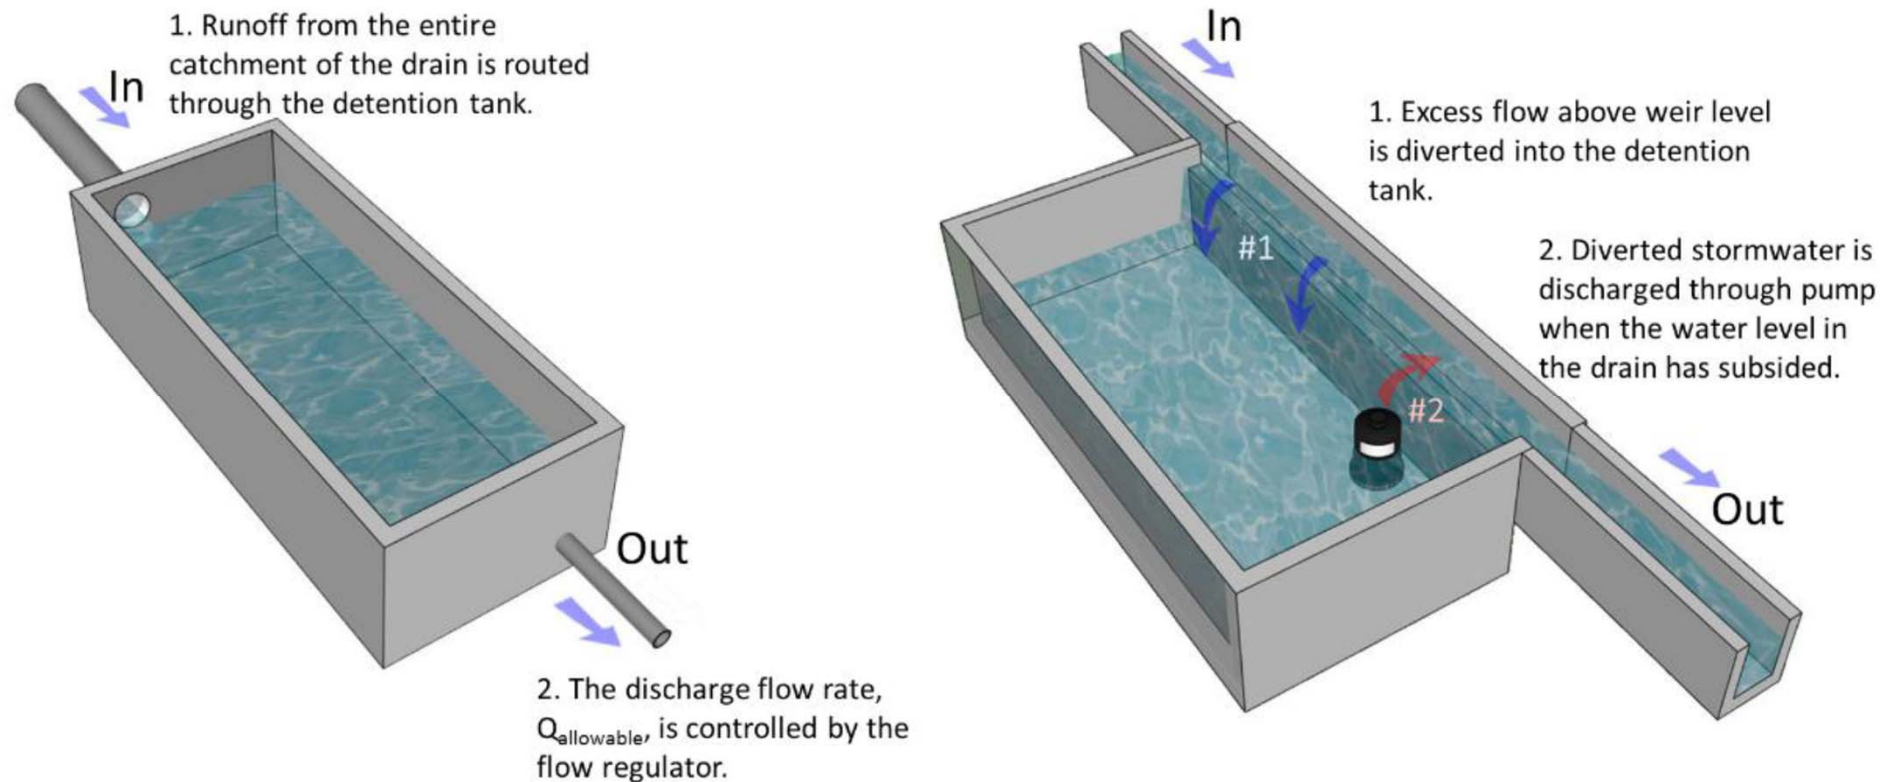 1. Runoff from the entire
catchment of the drain is routed
through the detention tank.
In
Out
2. The discharge flow rate,
Qallowable, is controlled by the
flow regulator.
In
1. Excess flow above weir level
is diverted into the detention
tank.
#1
2. Diverted stormwater is
discharged through pump
when the water level in
the drain has subsided.
#2
Out